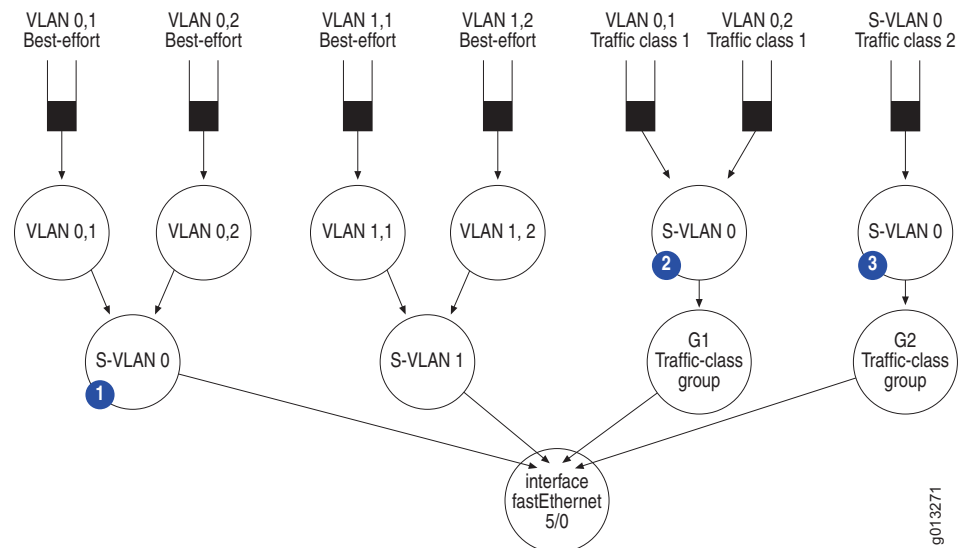 VLAN 0,1
Best-effort
VLAN 0,2
Best-effort
VLAN 1,1
Best-effort
VLAN 1,2
Best-effort
VLAN 0,1
Traffic class 1
VLAN 0,2
Traffic class 1
S-VLAN 0
Traffic class 2
VLAN 0,1
VLAN 0,2
VLAN 1,1
VLAN 1, 2
S-VLAN 0
2
S-VLAN 0
3
S-VLAN 0
1
S-VLAN 1
G1
Traffic-class
group
G2
Traffic-class
group
interface
fastEthernet
5/0
g013271